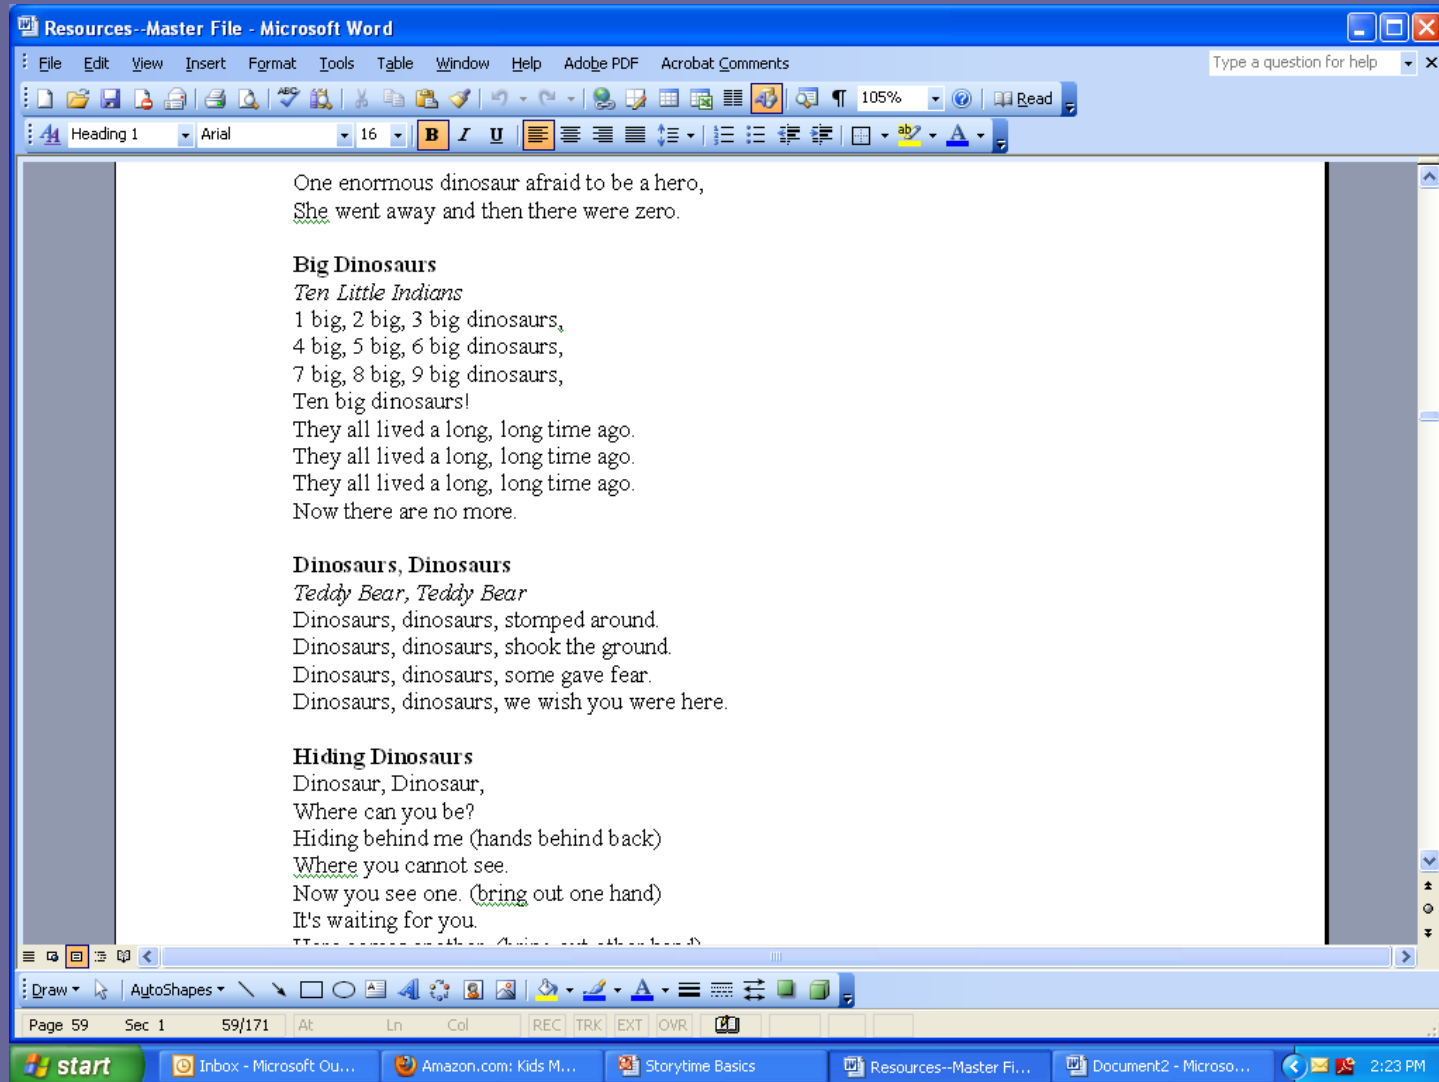 Resources--Master File - Microsoft Word
File Edit View Insert Format Tools Table Window Help Adobe PDF Acrobat Comments Type a question for help
ABC 105% Read
Heading 1 Arial 16 B I U ab A
One enormous dinosaur afraid to be a hero,
She went away and then there were zero.
Big Dinosaurs
Ten Little Indians
1 big, 2 big, 3 big dinosaurs,
4 big, 5 big, 6 big dinosaurs,
7 big, 8 big, 9 big dinosaurs,
Ten big dinosaurs!
They all lived a long, long time ago.
They all lived a long, long time ago.
They all lived a long, long time ago.
Now there are no more.
Dinosaurs, Dinosaurs
Teddy Bear, Teddy Bear
Dinosaurs, dinosaurs, stomped around.
Dinosaurs, dinosaurs, shook the ground.
Dinosaurs, dinosaurs, some gave fear.
Dinosaurs, dinosaurs, we wish you were here.
Hiding Dinosaurs
Dinosaur, Dinosaur,
Where can you be?
Hiding behind me (hands behind back)
Where you cannot see.
Now you see one. (bring out one hand)
It's waiting for you.
Here comes another. (bring out other hand)
Draw AutoShapes A
Page 59 Sec 1 59/171 At Ln Col REC TRK EXT OVR
start Inbox - Microsoft Ou... Amazon.com: Kids M... Storytime Basics Resources--Master Fi... Document2 - Microso... 2:23 PM